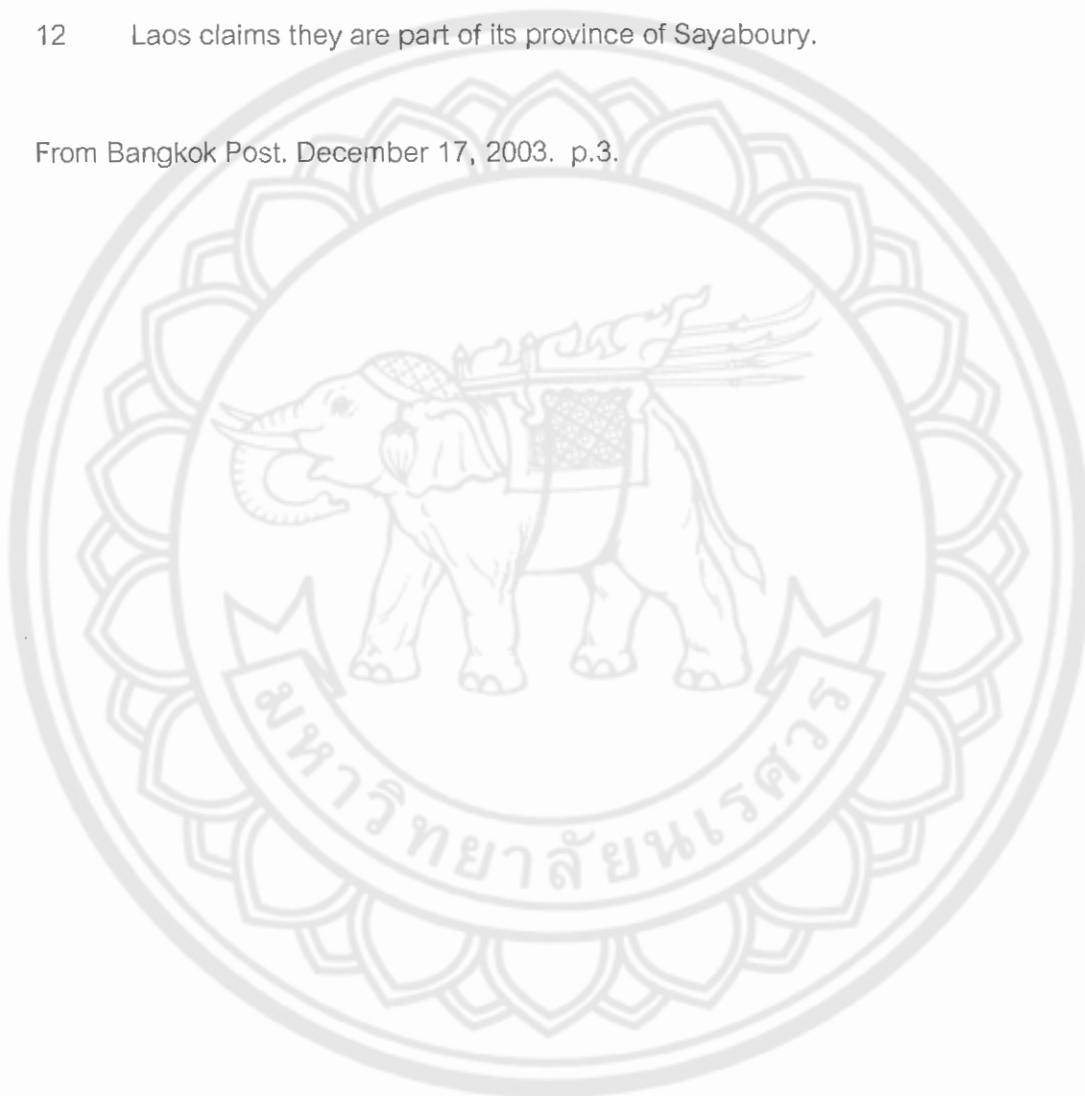 12 Laos claims they are part of its province of Sayaboury.
From Bangkok Post. December 17, 2003. p.3.
มหาวิทยาลัยนเรศวร